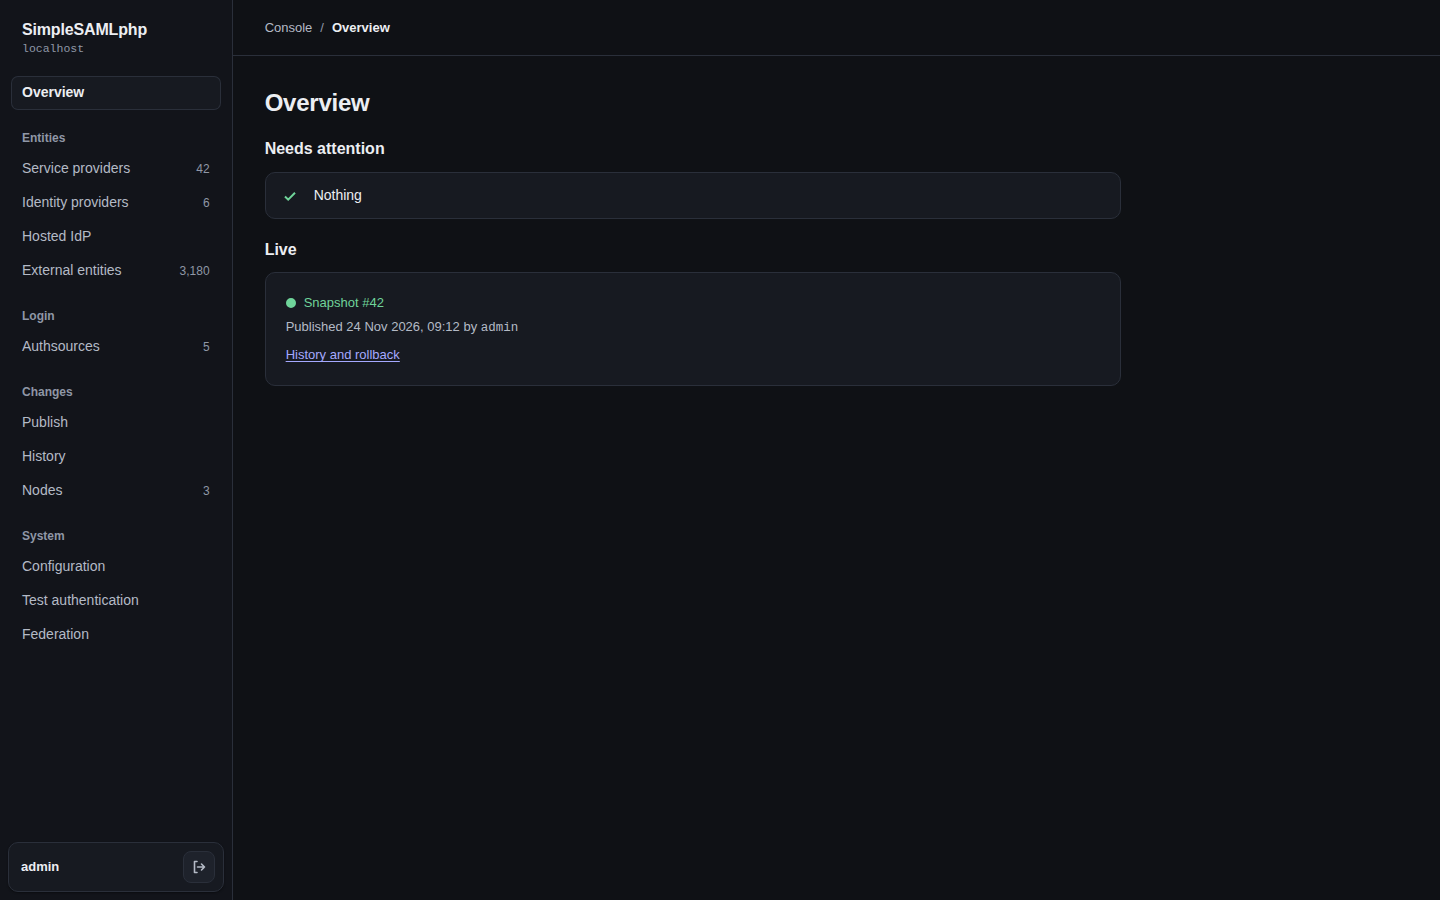 SimpleSAMLphp
localhost
Overview
Entities
Service providers 42
Identity providers 6
Hosted IdP
External entities 3,180
Login
Authsources 5
Changes
Publish
History
Nodes 3
System
Configuration
Test authentication
Federation
admin
Console / Overview
Overview
Needs attention
Nothing
Live
Snapshot #42
Published 24 Nov 2026, 09:12 by admin
History and rollback